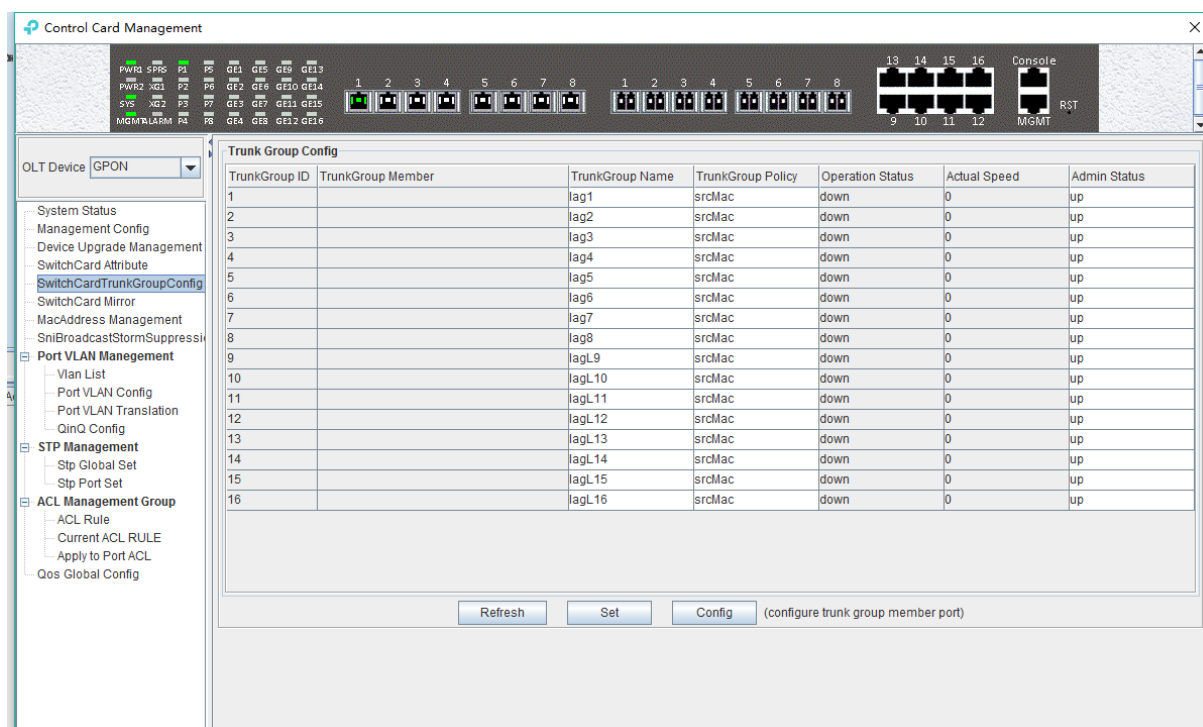 Control Card Management
PWR1 SPRS P1 P5 GE1 GE5 GE9 GE13
PWR2 XG1 P2 P6 GE2 GE6 GE10 GE14
SYS XG2 P3 P7 GE3 GE7 GE11 GE15
MGMT ALARM P4 P8 GE4 GE8 GE12 GE16
1 2 3 4 5 6 7 8 1 2 3 4 5 6 7 8
13 14 15 16 Console
9 10 11 12 MGMT RST
OLT Device GPON
System Status
Management Config
Device Upgrade Management
SwitchCard Attribute
SwitchCardTrunkGroupConfig
SwitchCard Mirror
MacAddress Management
SniBroadcastStormSuppressi
Port VLAN Management
Vlan List
Port VLAN Config
Port VLAN Translation
QinQ Config
STP Management
Stp Global Set
Stp Port Set
ACL Management Group
ACL Rule
Current ACL RULE
Apply to Port ACL
Qos Global Config
Trunk Group Config
TrunkGroup ID TrunkGroup Member TrunkGroup Name TrunkGroup Policy Operation Status Actual Speed Admin Status
1 lag1 srcMac down 0 up
2 lag2 srcMac down 0 up
3 lag3 srcMac down 0 up
4 lag4 srcMac down 0 up
5 lag5 srcMac down 0 up
6 lag6 srcMac down 0 up
7 lag7 srcMac down 0 up
8 lag8 srcMac down 0 up
9 lagL9 srcMac down 0 up
10 lagL10 srcMac down 0 up
11 lagL11 srcMac down 0 up
12 lagL12 srcMac down 0 up
13 lagL13 srcMac down 0 up
14 lagL14 srcMac down 0 up
15 lagL15 srcMac down 0 up
16 lagL16 srcMac down 0 up
Refresh Set Config (configure trunk group member port)